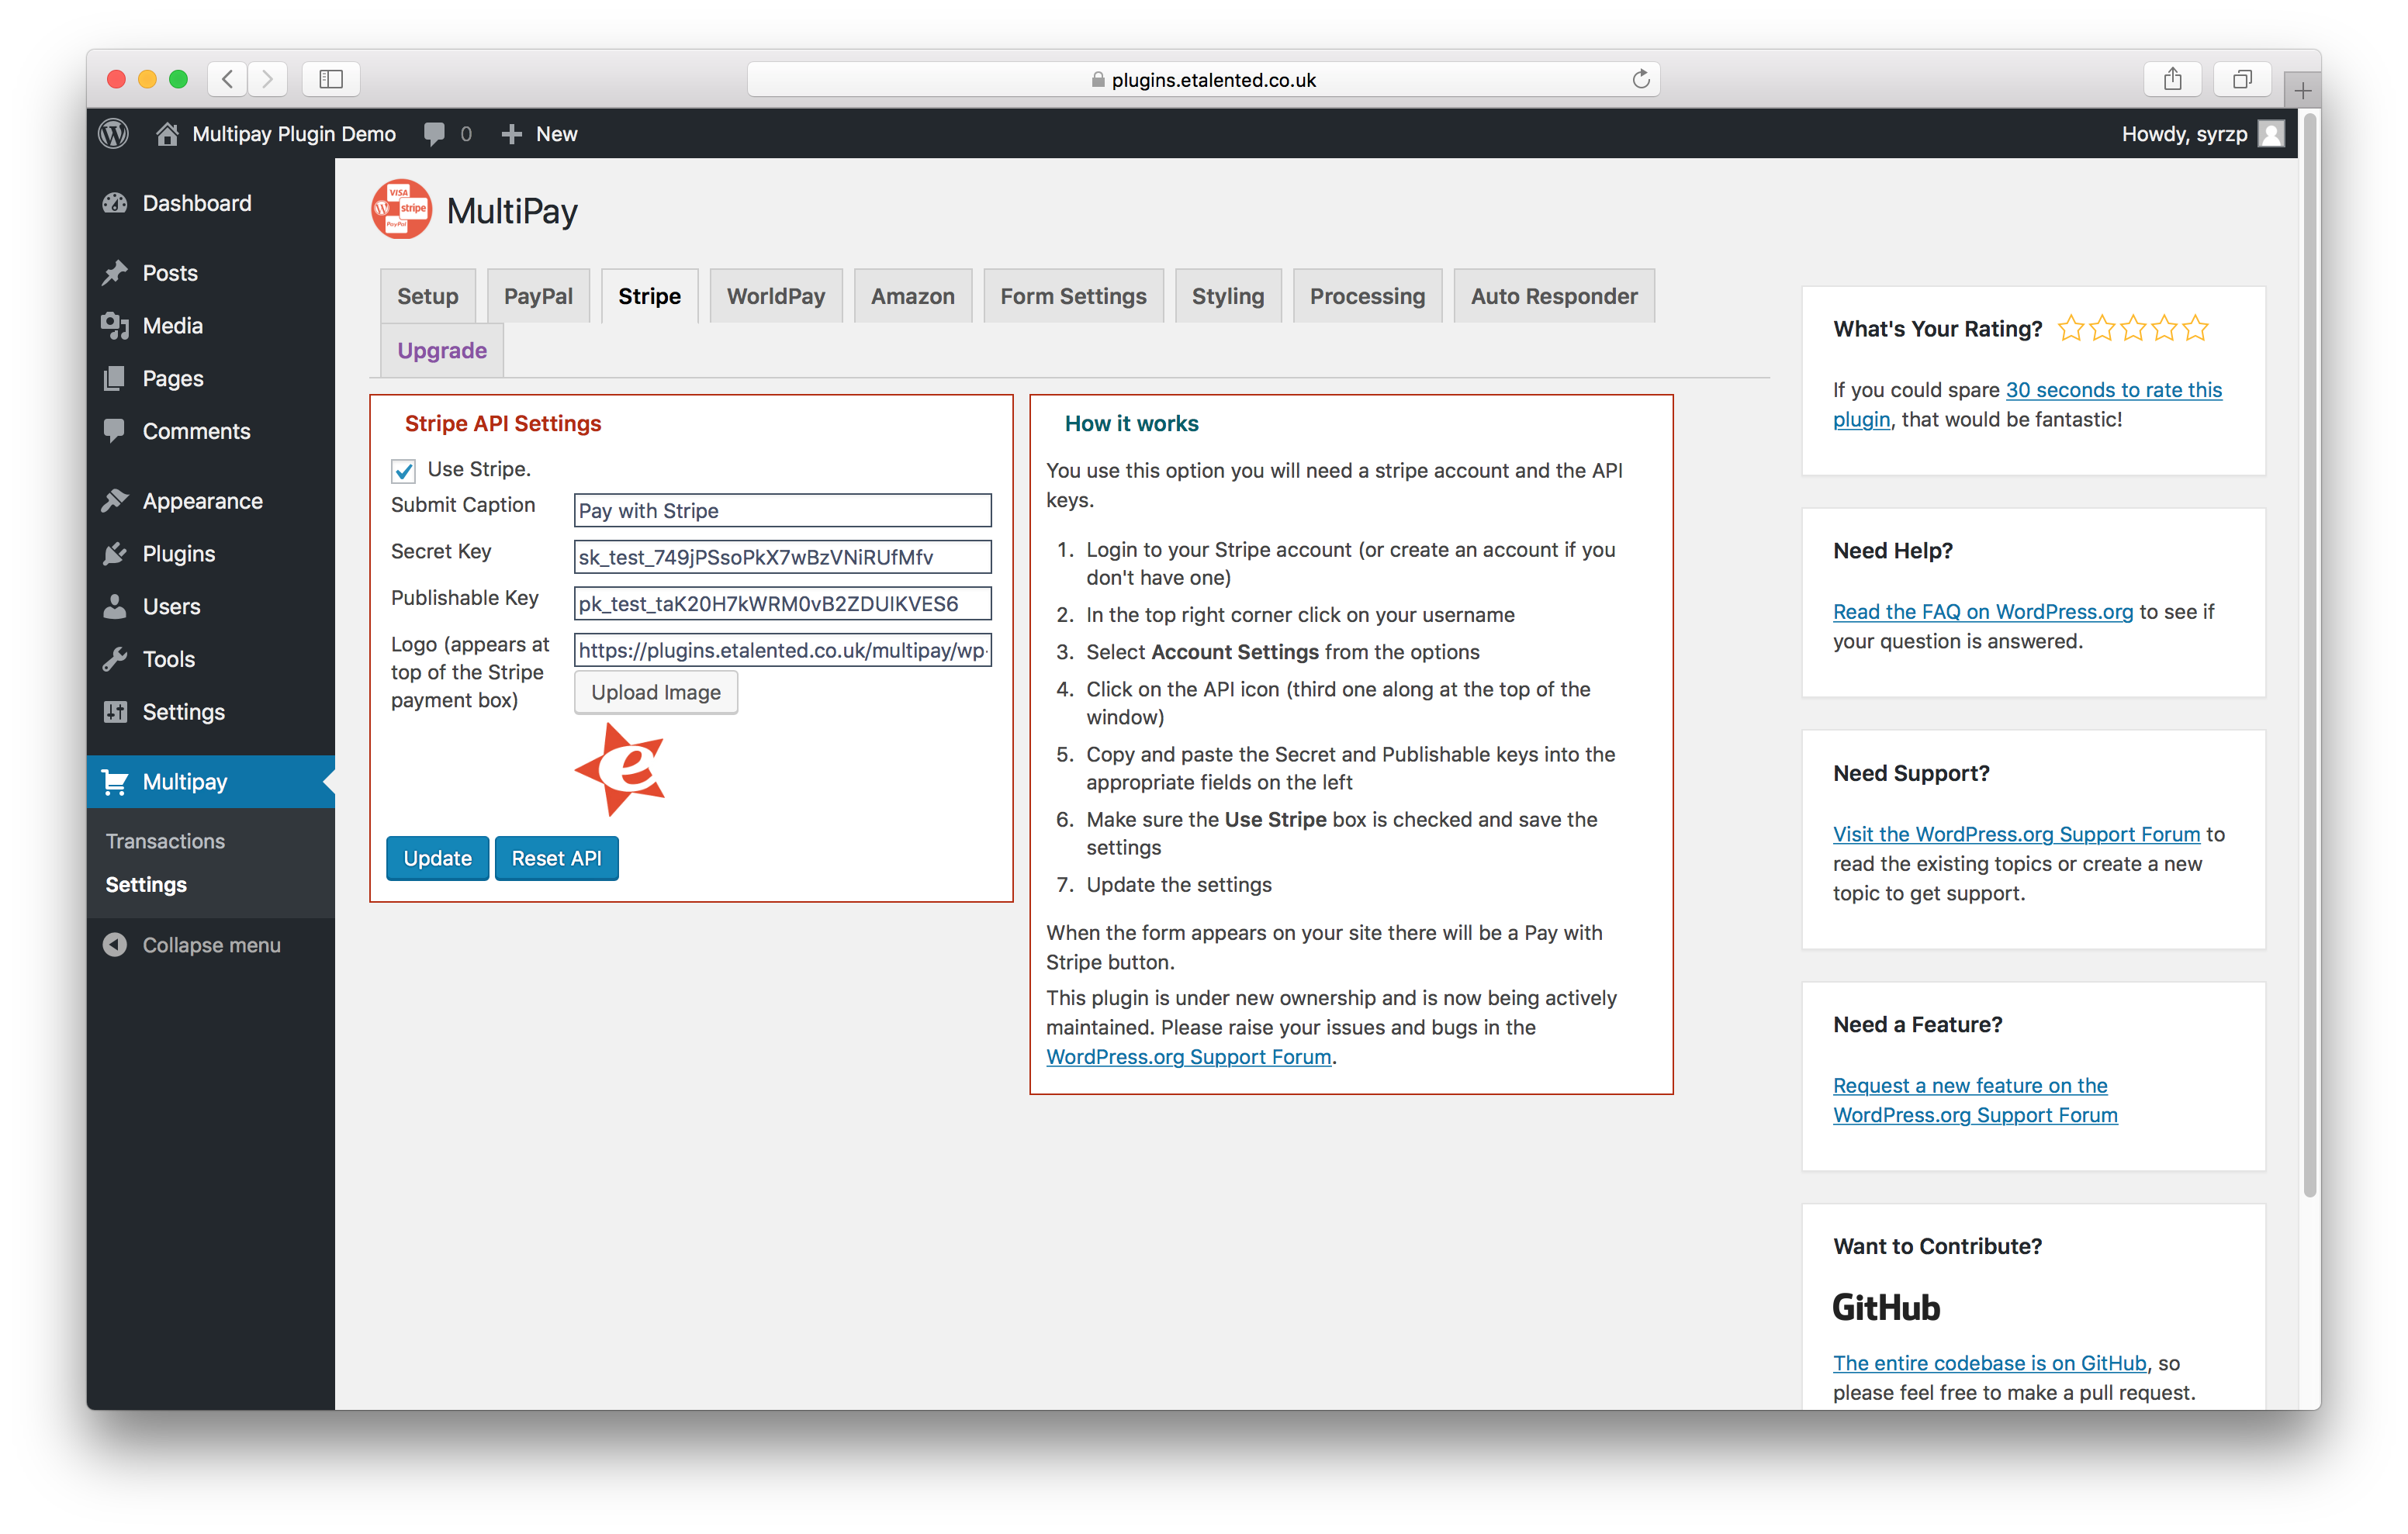 plugins.etalented.co.uk
Multipay Plugin Demo 0 New Howdy, syrzp
Dashboard
Posts
Media
Pages
Comments
Appearance
Plugins
Users
Tools
Settings
Multipay
Transactions
Settings
Collapse menu
VISA
stripe
PayPal
MultiPay
Setup PayPal Stripe WorldPay Amazon Form Settings Styling Processing Auto Responder
Upgrade
Stripe API Settings
Use Stripe.
Submit Caption Pay with Stripe
Secret Key sk_test_749jPSsoPkX7wBzVNiRUfMfv
Publishable Key pk_test_taK20H7kWRM0vB2ZDUIKVES6
Logo (appears at https://plugins.etalented.co.uk/multipay/wp-
top of the Stripe
payment box)
Upload Image
e
Update Reset API
How it works
You use this option you will need a stripe account and the API
keys.
1. Login to your Stripe account (or create an account if you
don't have one)
2. In the top right corner click on your username
3. Select Account Settings from the options
4. Click on the API icon (third one along at the top of the
window)
5. Copy and paste the Secret and Publishable keys into the
appropriate fields on the left
6. Make sure the Use Stripe box is checked and save the
settings
7. Update the settings
When the form appears on your site there will be a Pay with
Stripe button.
This plugin is under new ownership and is now being actively
maintained. Please raise your issues and bugs in the
WordPress.org Support Forum.
What's Your Rating?
If you could spare 30 seconds to rate this
plugin, that would be fantastic!
Need Help?
Read the FAQ on WordPress.org to see if
your question is answered.
Need Support?
Visit the WordPress.org Support Forum to
read the existing topics or create a new
topic to get support.
Need a Feature?
Request a new feature on the
WordPress.org Support Forum
Want to Contribute?
GitHub
The entire codebase is on GitHub, so
please feel free to make a pull request.